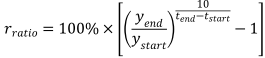 r_ratio = 100% × [(y_end / y_start)^(10 / (t_end − t_start)) − 1]